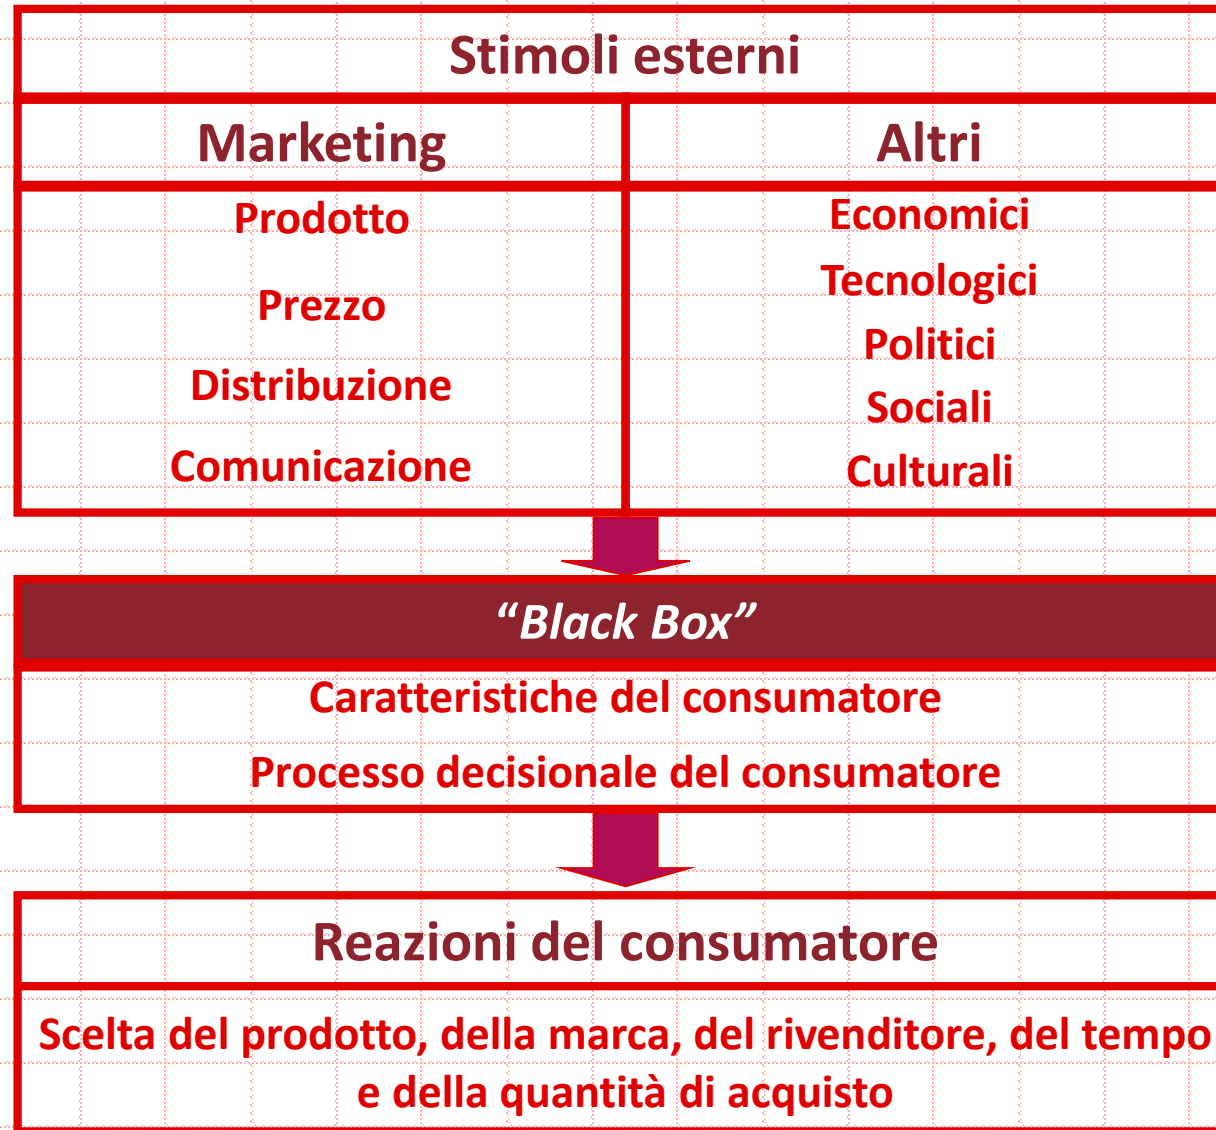 Stimoli esterni
Marketing
Altri
Prodotto
Prezzo
Distribuzione
Comunicazione
Economici
Tecnologici
Politici
Sociali
Culturali
“Black Box”
Caratteristiche del consumatore
Processo decisionale del consumatore
Reazioni del consumatore
Scelta del prodotto, della marca, del rivenditore, del tempo
e della quantità di acquisto